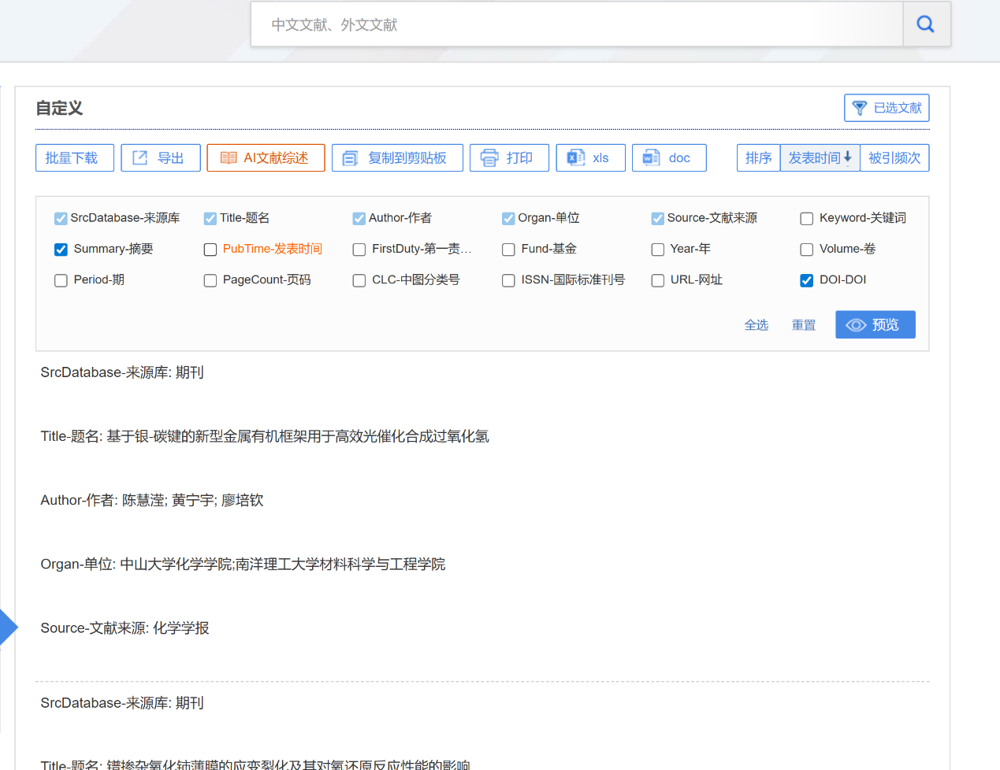 中文文献、外文文献
自定义
已选文献
批量下载 导出 AI文献综述 复制到剪贴板 打印 xls doc 排序 发表时间 被引频次
SrcDatabase-来源库 Title-题名 Author-作者 Organ-单位 Source-文献来源 Keyword-关键词
Summary-摘要 PubTime-发表时间 FirstDuty-第一责… Fund-基金 Year-年 Volume-卷
Period-期 PageCount-页码 CLC-中图分类号 ISSN-国际标准刊号 URL-网址 DOI-DOI
全选 重置 预览
SrcDatabase-来源库: 期刊
Title-题名: 基于银-碳键的新型金属有机框架用于高效光催化合成过氧化氢
Author-作者: 陈慧滢; 黄宁宇; 廖培钦
Organ-单位: 中山大学化学学院;南洋理工大学材料科学与工程学院
Source-文献来源: 化学学报
SrcDatabase-来源库: 期刊
Title-题名: 镨掺杂氧化铈薄膜的应变裂化及其对氧还原反应性能的影响